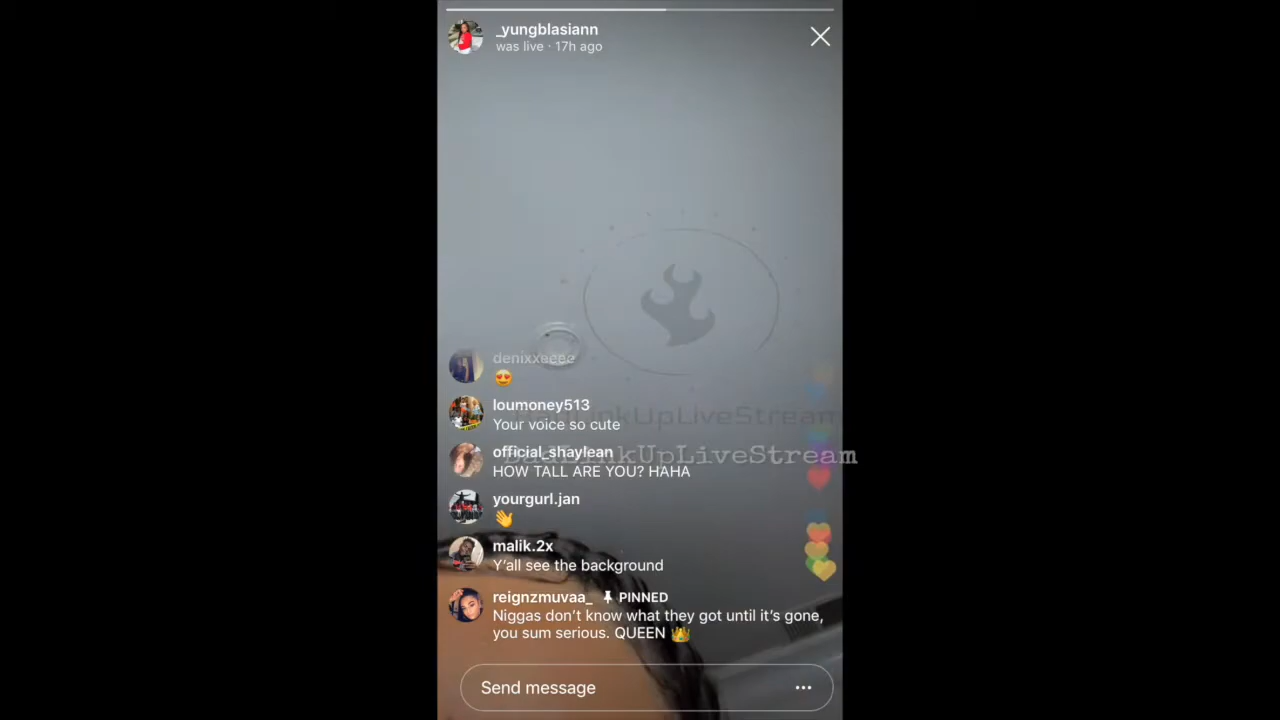 _yungblasiann
was live · 17h ago
denixxeeee
😍
loumoney513
Your voice so cute
BadLinkUpLiveStream
official_shaylean
BadLinkUpLiveStream
HOW TALL ARE YOU? HAHA
yourgurl.jan
👋
malik.2x
Y'all see the background
reignzmuvaa_ 📌 PINNED
Niggas don't know what they got until it's gone,
you sum serious. QUEEN 👑
Send message